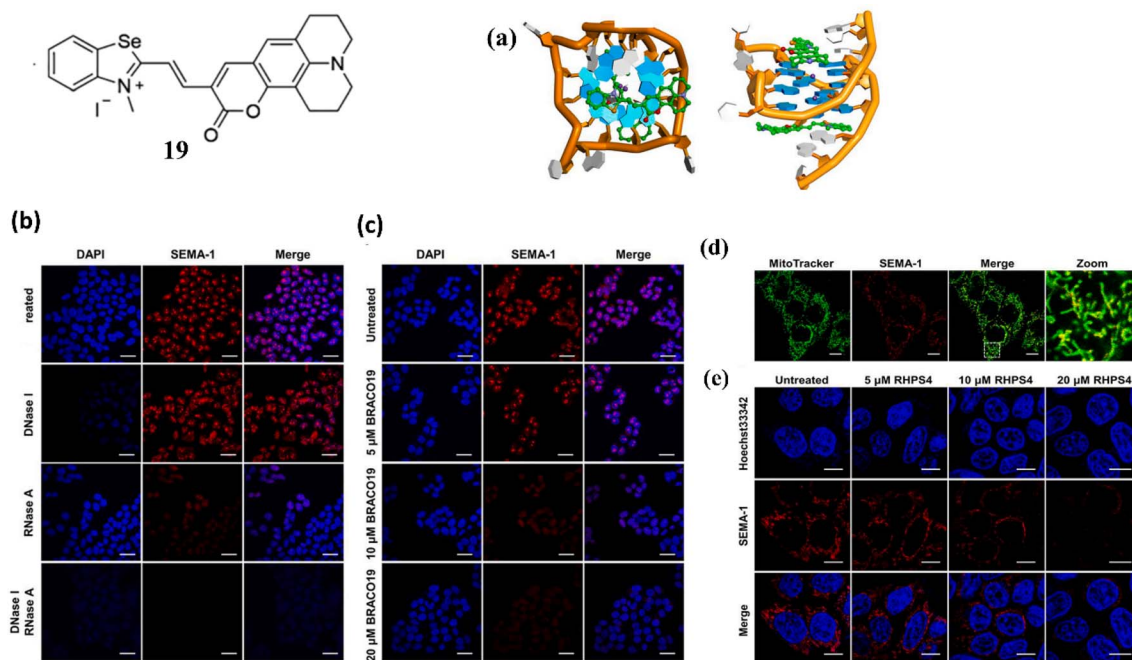 Se
N+
I−
N
O
O
19
(a)
(b)
DAPI SEMA-1 Merge
reated
DNase I
RNase A
DNase I
RNase A
(c)
DAPI SEMA-1 Merge
Untreated
5 µM BRACO19
10 µM BRACO19
20 µM BRACO19
(d)
MitoTracker SEMA-1 Merge Zoom
(e)
Untreated 5 µM RHPS4 10 µM RHPS4 20 µM RHPS4
Hoechst33342
SEMA-1
Merge